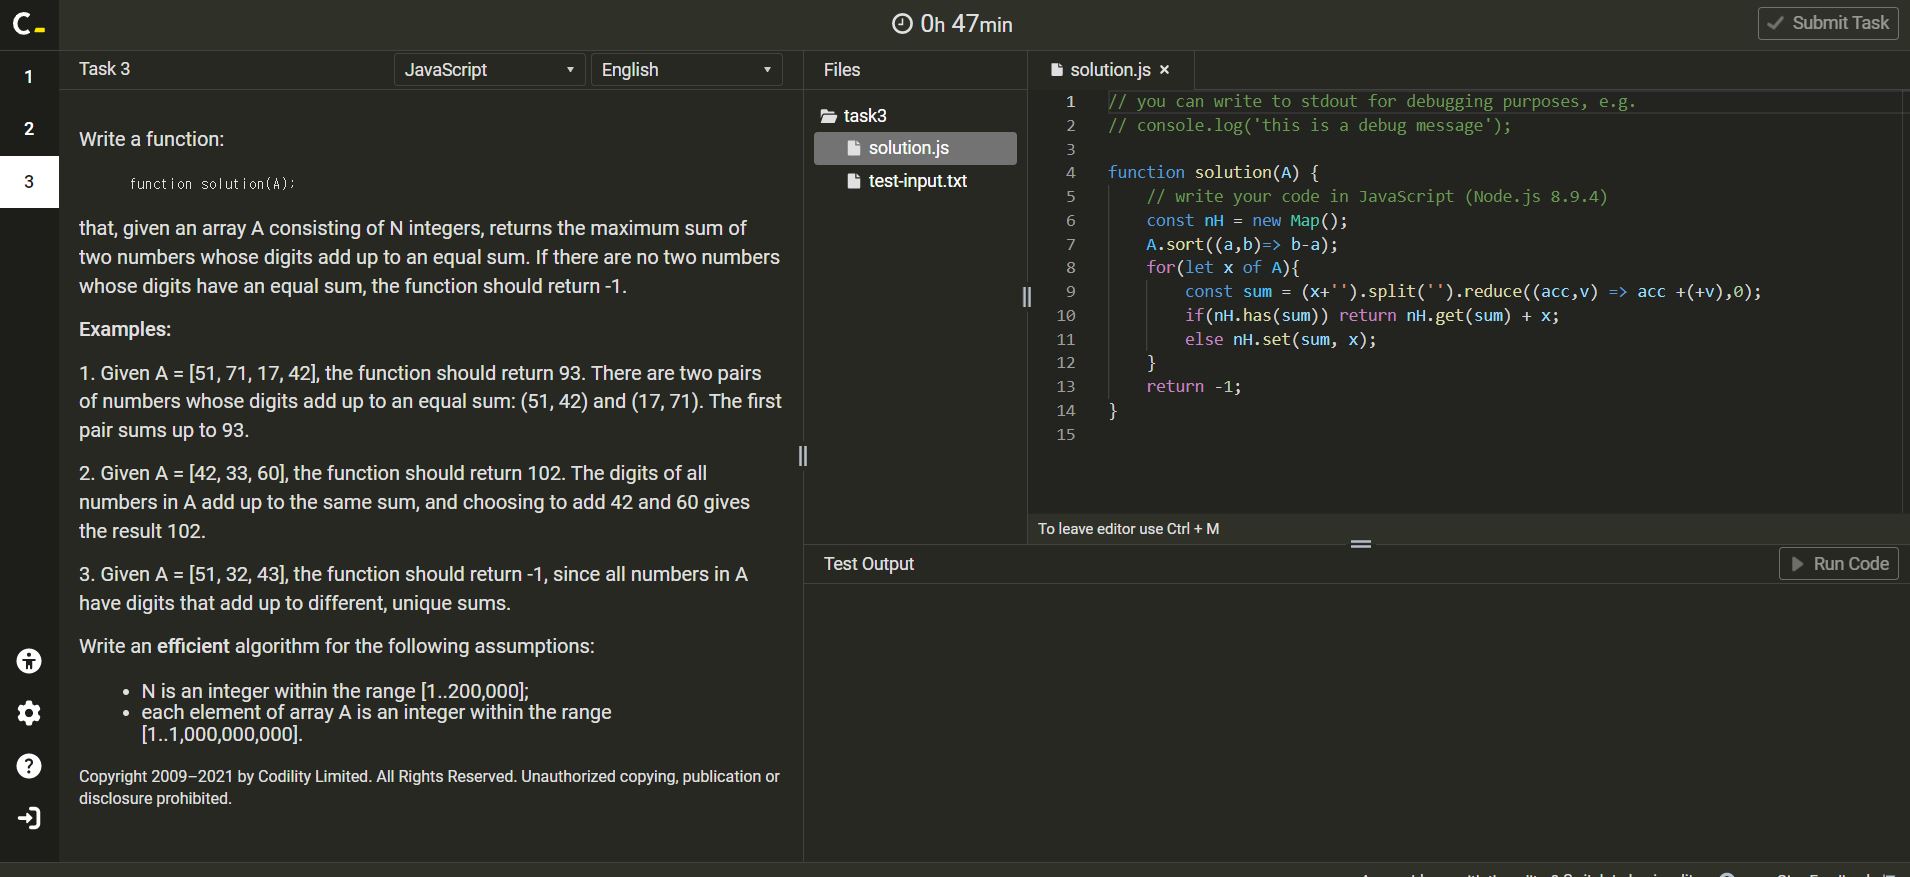 C_
0h 47min
Submit Task
1
2
3
Task 3
JavaScript
English
Write a function:
function solution(A);
that, given an array A consisting of N integers, returns the maximum sum of
two numbers whose digits add up to an equal sum. If there are no two numbers
whose digits have an equal sum, the function should return -1.
Examples:
1. Given A = [51, 71, 17, 42], the function should return 93. There are two pairs
of numbers whose digits add up to an equal sum: (51, 42) and (17, 71). The first
pair sums up to 93.
2. Given A = [42, 33, 60], the function should return 102. The digits of all
numbers in A add up to the same sum, and choosing to add 42 and 60 gives
the result 102.
3. Given A = [51, 32, 43], the function should return -1, since all numbers in A
have digits that add up to different, unique sums.
Write an efficient algorithm for the following assumptions:
• N is an integer within the range [1..200,000];
• each element of array A is an integer within the range
[1..1,000,000,000].
Copyright 2009–2021 by Codility Limited. All Rights Reserved. Unauthorized copying, publication or
disclosure prohibited.
Files
task3
solution.js
test-input.txt
solution.js ×
1 // you can write to stdout for debugging purposes, e.g.
2 // console.log('this is a debug message');
3
4 function solution(A) {
5 // write your code in JavaScript (Node.js 8.9.4)
6 const nH = new Map();
7 A.sort((a,b)=> b-a);
8 for(let x of A){
9 const sum = (x+'').split('').reduce((acc,v) => acc +(+v),0);
10 if(nH.has(sum)) return nH.get(sum) + x;
11 else nH.set(sum, x);
12 }
13 return -1;
14 }
15
To leave editor use Ctrl + M
Test Output
Run Code